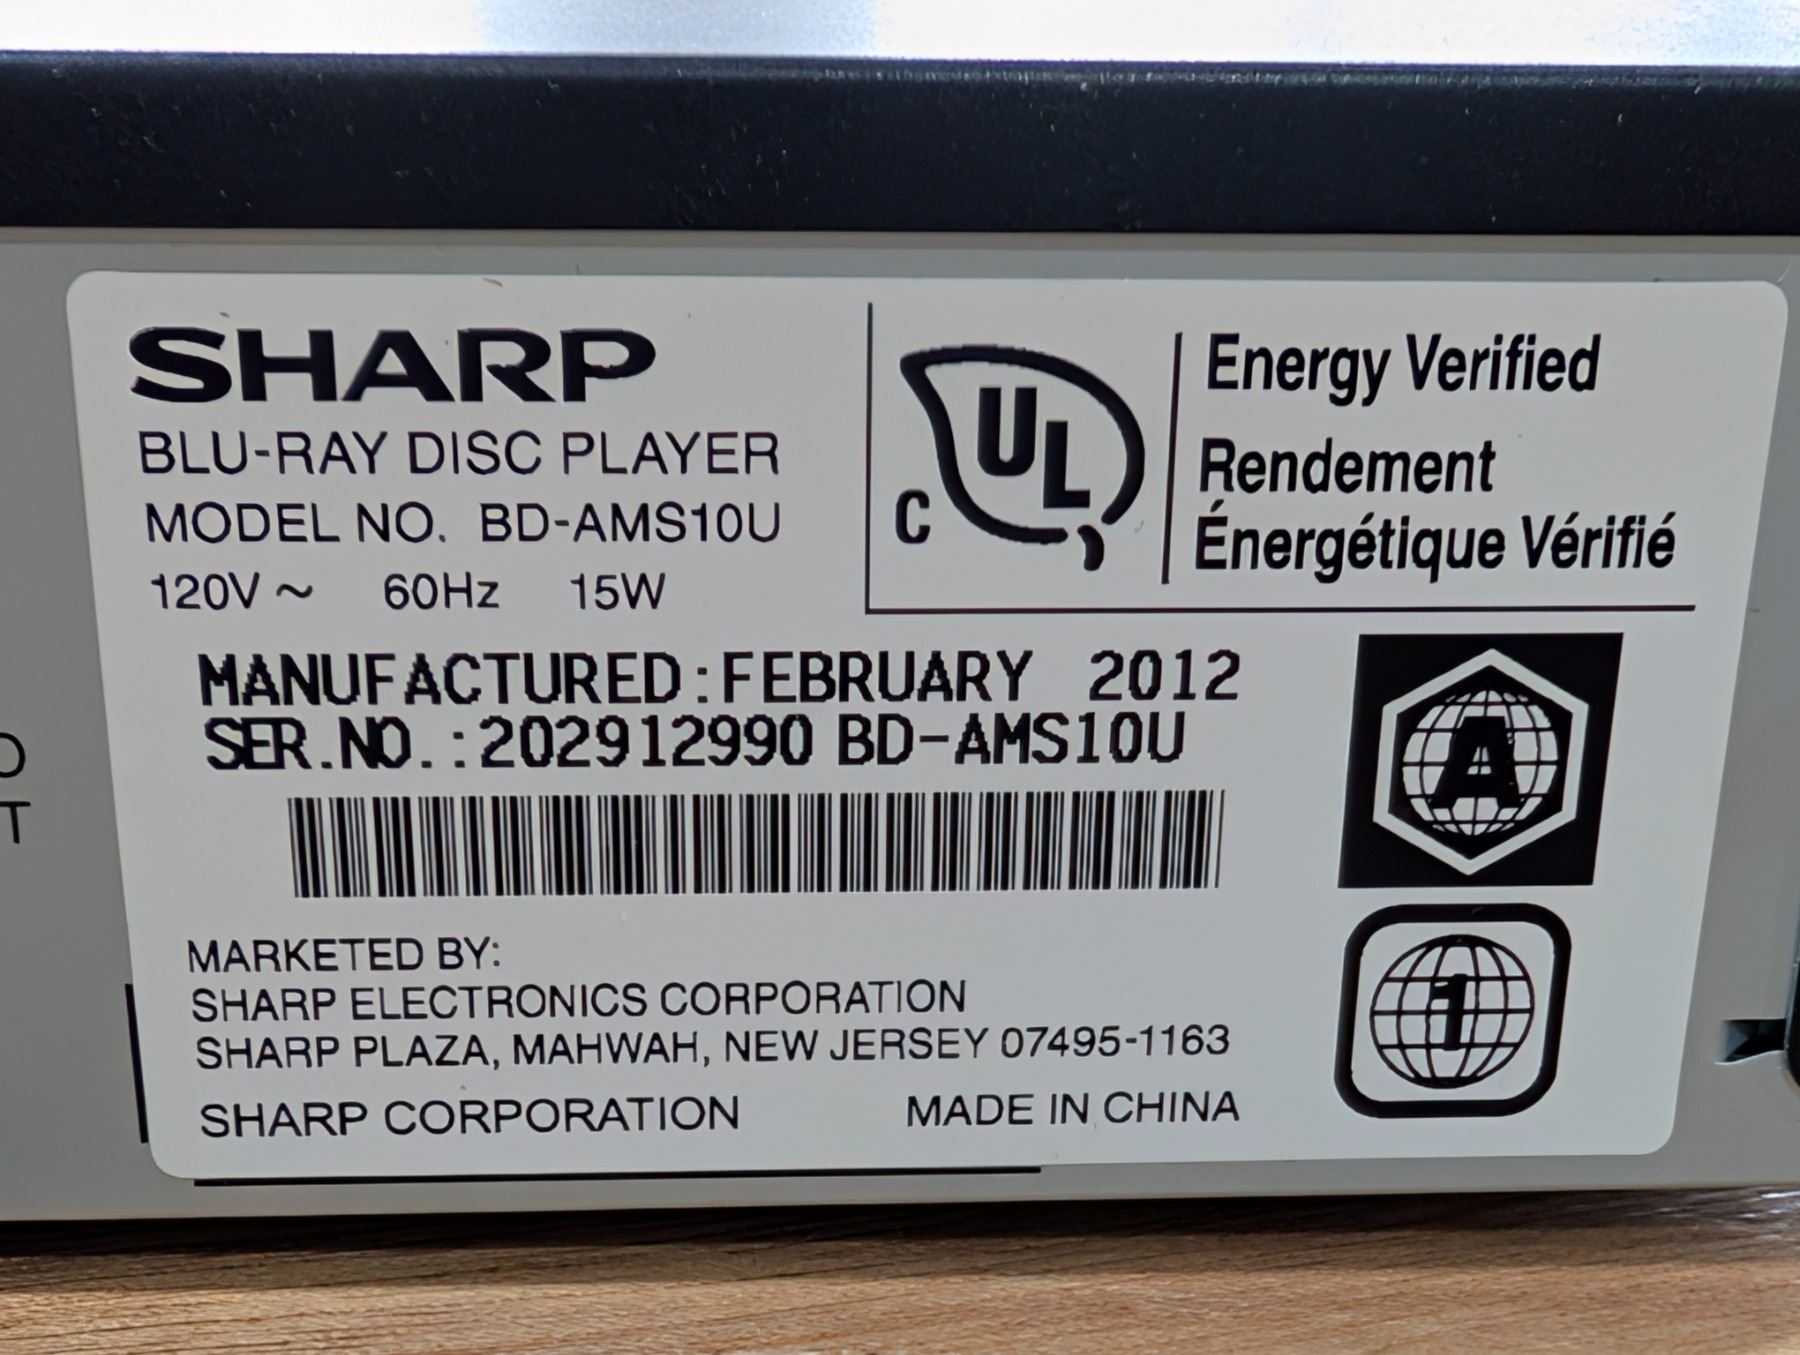 SHARP
BLU-RAY DISC PLAYER
MODEL NO. BD-AMS10U
120V ~ 60Hz 15W
C UL
Energy Verified
Rendement
Énergétique Vérifié
MANUFACTURED:FEBRUARY 2012
SER.NO.:202912990 BD-AMS10U
A
1
MARKETED BY:
SHARP ELECTRONICS CORPORATION
SHARP PLAZA, MAHWAH, NEW JERSEY 07495-1163
SHARP CORPORATION MADE IN CHINA